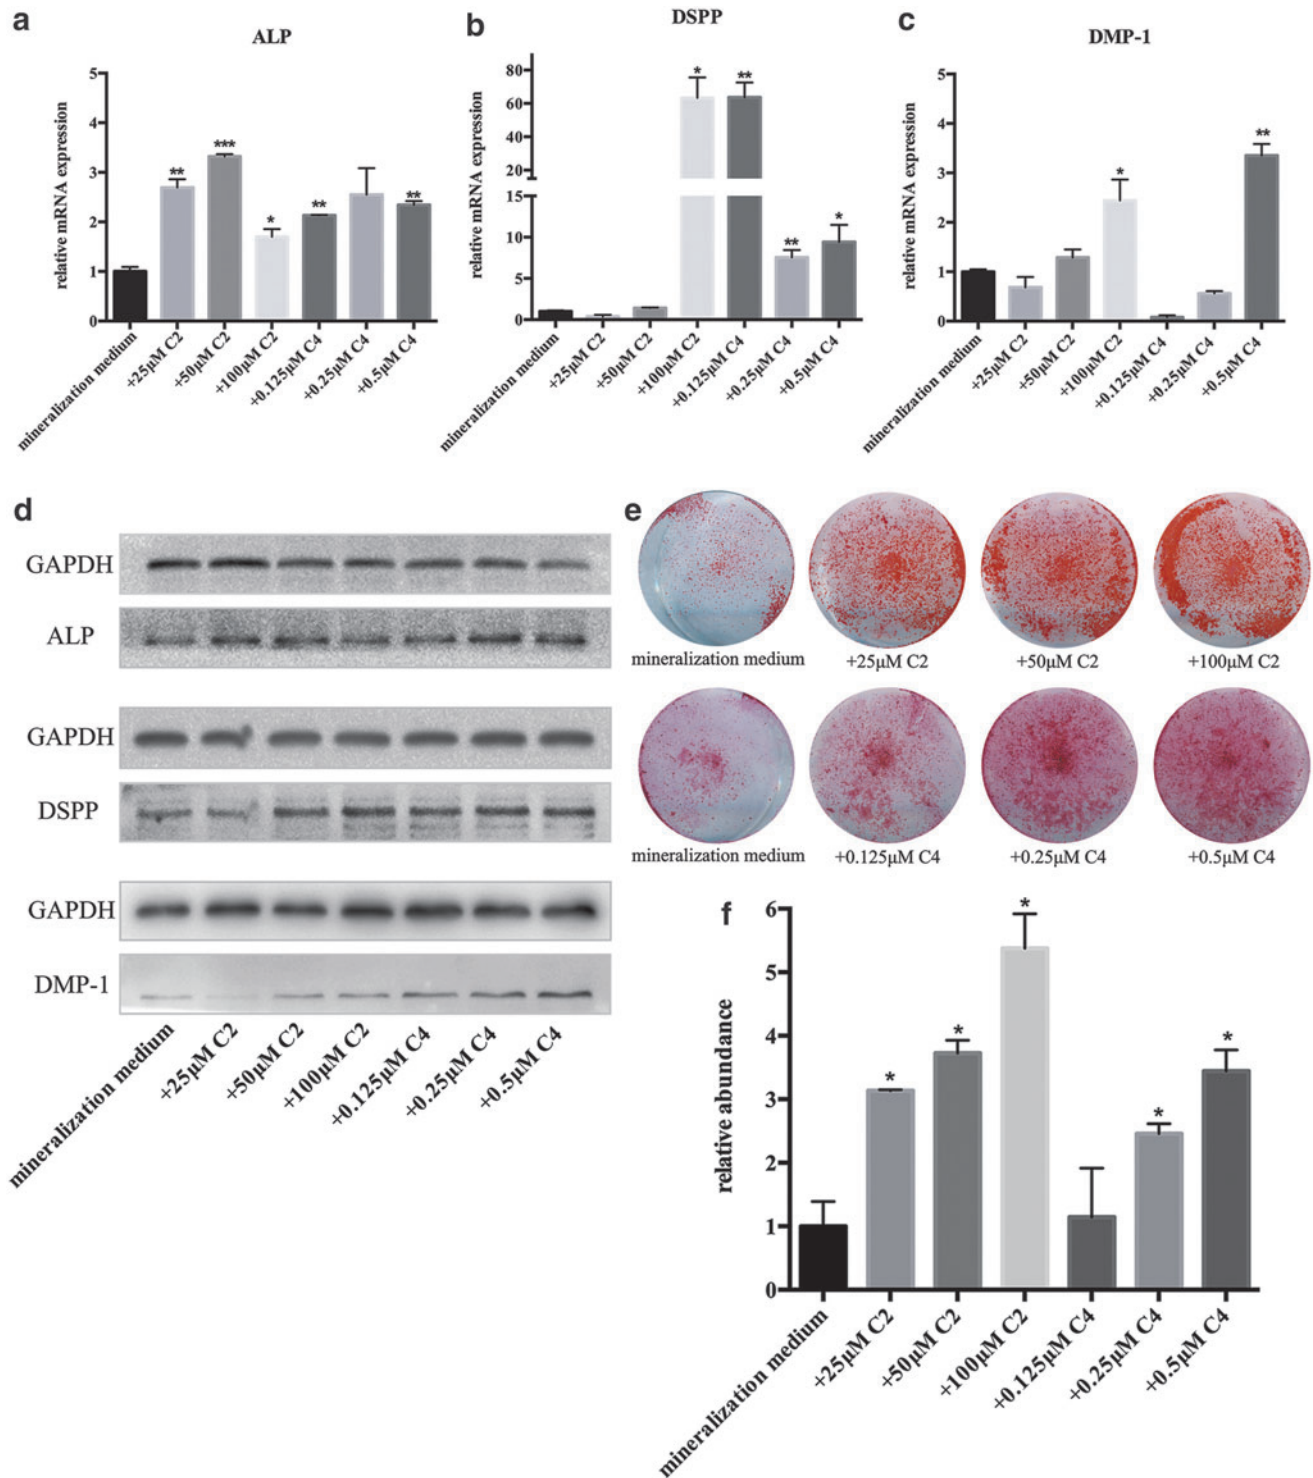 a
ALP
relative mRNA expression
5
4
3
2
1
0
**
***
*
**
**
mineralization medium
+25µM C2
+50µM C2
+100µM C2
+0.125µM C4
+0.25µM C4
+0.5µM C4
b
DSPP
relative mRNA expression
80
60
40
20
15
10
5
0
*
**
**
*
mineralization medium
+25µM C2
+50µM C2
+100µM C2
+0.125µM C4
+0.25µM C4
+0.5µM C4
c
DMP-1
relative mRNA expression
5
4
3
2
1
0
*
**
mineralization medium
+25µM C2
+50µM C2
+100µM C2
+0.125µM C4
+0.25µM C4
+0.5µM C4
d
GAPDH
ALP
GAPDH
DSPP
GAPDH
DMP-1
mineralization medium
+25µM C2
+50µM C2
+100µM C2
+0.125µM C4
+0.25µM C4
+0.5µM C4
e
mineralization medium
+25µM C2
+50µM C2
+100µM C2
mineralization medium
+0.125µM C4
+0.25µM C4
+0.5µM C4
f
relative abundance
6
5
4
3
2
1
0
*
*
*
*
*
mineralization medium
+25µM C2
+50µM C2
+100µM C2
+0.125µM C4
+0.25µM C4
+0.5µM C4